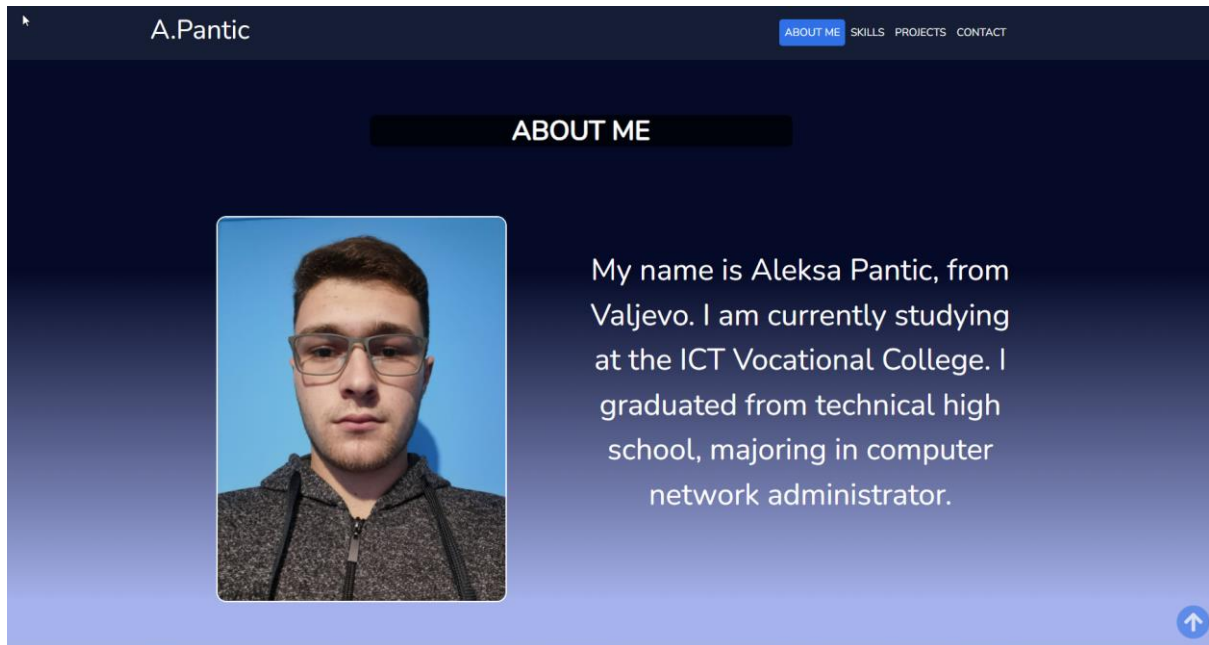 A.Pantic
ABOUT ME SKILLS PROJECTS CONTACT
ABOUT ME
My name is Aleksa Pantic, from
Valjevo. I am currently studying
at the ICT Vocational College. I
graduated from technical high
school, majoring in computer
network administrator.